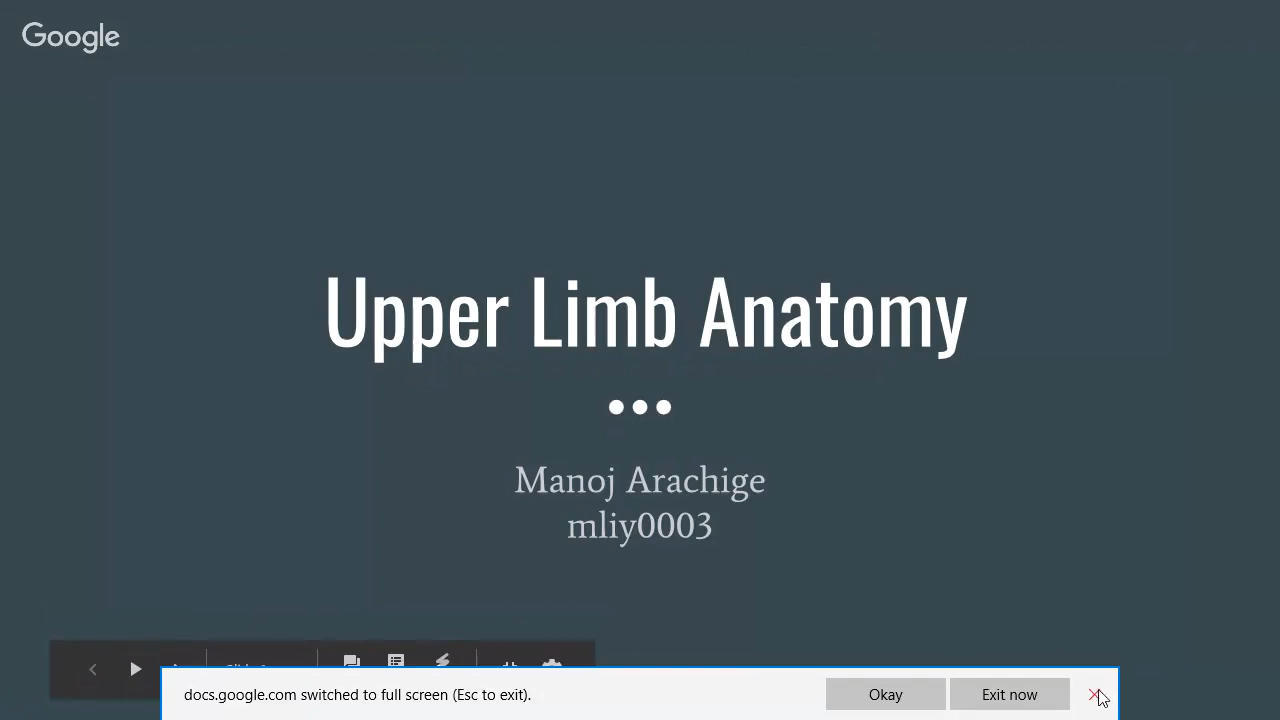 Google
Upper Limb Anatomy
Manoj Arachige
mliy0003
docs.google.com switched to full screen (Esc to exit).
Okay
Exit now